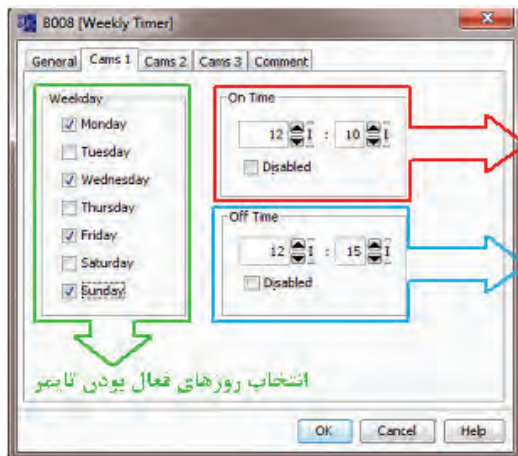 B008 [Weekly Timer]
General Cams 1 Cams 2 Cams 3 Comment
Weekday
Monday
Tuesday
Wednesday
Thursday
Friday
Saturday
Sunday
On Time
12 : 10
Disabled
Off Time
12 : 15
Disabled
انتخاب روزهای فعال بودن تایمر
OK Cancel Help